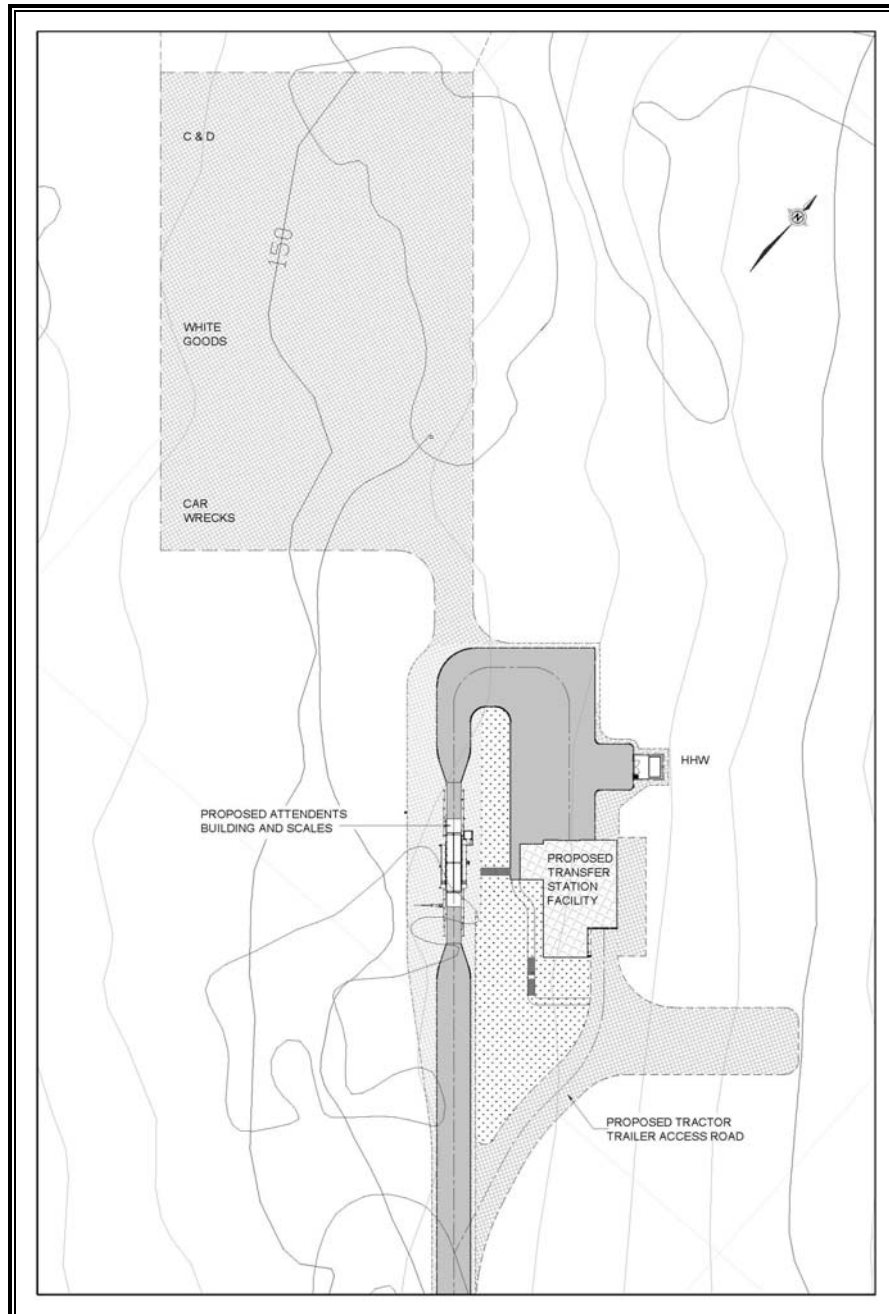 C & D
N
150
WHITE
GOODS
CAR
WRECKS
HHW
PROPOSED ATTENDENTS
BUILDING AND SCALES
PROPOSED
TRANSFER
STATION
FACILITY
PROPOSED TRACTOR
TRAILER ACCESS ROAD